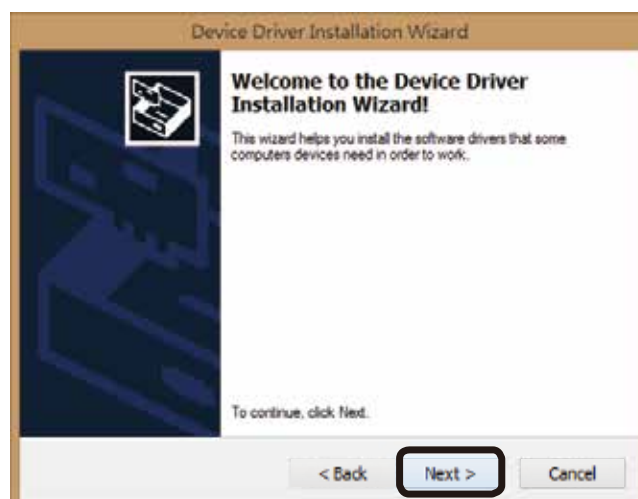 Device Driver Installation Wizard
Welcome to the Device Driver
Installation Wizard!
This wizard helps you install the software drivers that some
computers devices need in order to work.
To continue, click Next.
< Back Next > Cancel